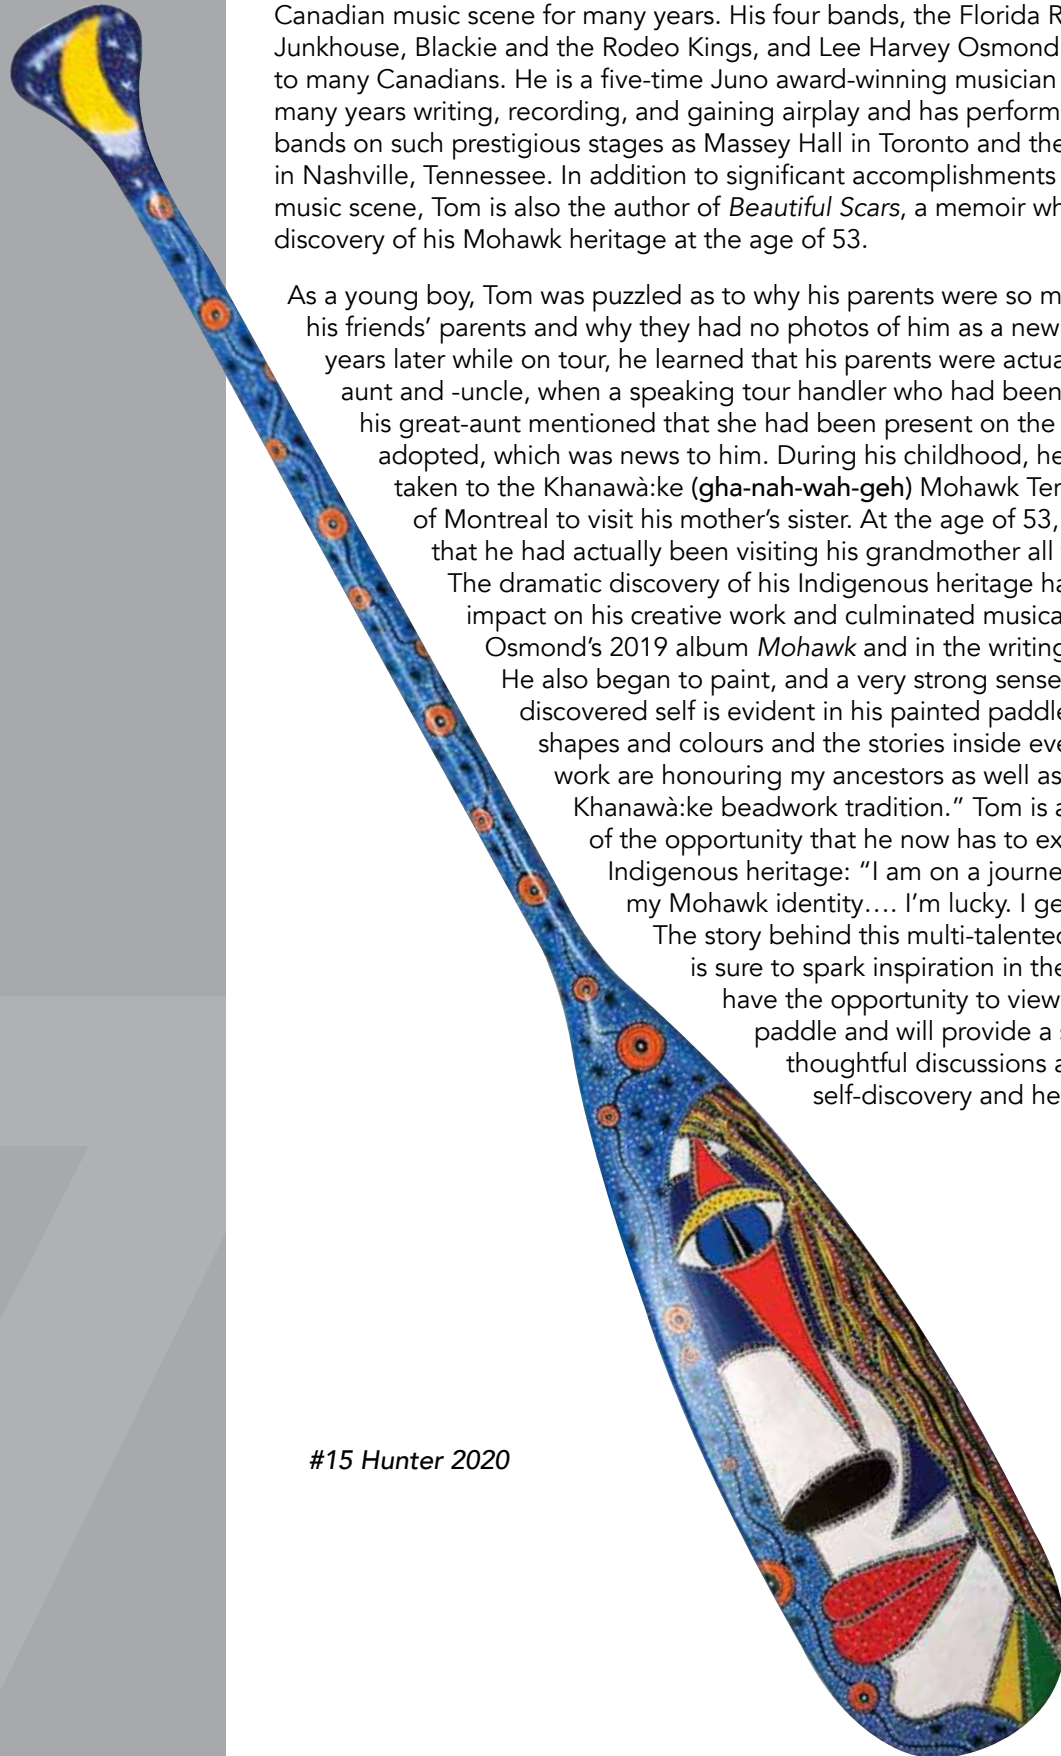 Canadian music scene for many years. His four bands, the Florida R
Junkhouse, Blackie and the Rodeo Kings, and Lee Harvey Osmond
to many Canadians. He is a five-time Juno award-winning musician
many years writing, recording, and gaining airplay and has perform
bands on such prestigious stages as Massey Hall in Toronto and the
in Nashville, Tennessee. In addition to significant accomplishments
music scene, Tom is also the author of Beautiful Scars, a memoir wh
discovery of his Mohawk heritage at the age of 53.
As a young boy, Tom was puzzled as to why his parents were so m
his friends’ parents and why they had no photos of him as a new
years later while on tour, he learned that his parents were actua
aunt and -uncle, when a speaking tour handler who had been
his great-aunt mentioned that she had been present on the
adopted, which was news to him. During his childhood, he
taken to the Khanawà:ke (gha-nah-wah-geh) Mohawk Ter
of Montreal to visit his mother’s sister. At the age of 53,
that he had actually been visiting his grandmother all
The dramatic discovery of his Indigenous heritage ha
impact on his creative work and culminated musica
Osmond’s 2019 album Mohawk and in the writing
He also began to paint, and a very strong sense
discovered self is evident in his painted paddle
shapes and colours and the stories inside eve
work are honouring my ancestors as well as
Khanawà:ke beadwork tradition.” Tom is a
of the opportunity that he now has to ex
Indigenous heritage: “I am on a journe
my Mohawk identity…. I’m lucky. I ge
The story behind this multi-talented
is sure to spark inspiration in the
have the opportunity to view
paddle and will provide a s
thoughtful discussions a
self-discovery and he
#15 Hunter 2020